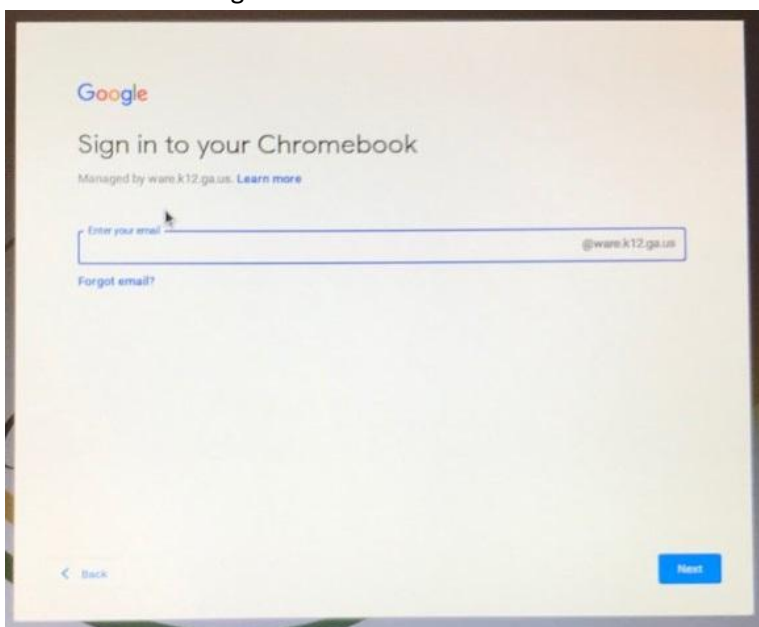 Google
Sign in to your Chromebook
Managed by ware.k12.ga.us. Learn more
Enter your email
@ware.k12.ga.us
Forgot email?
Back
Next